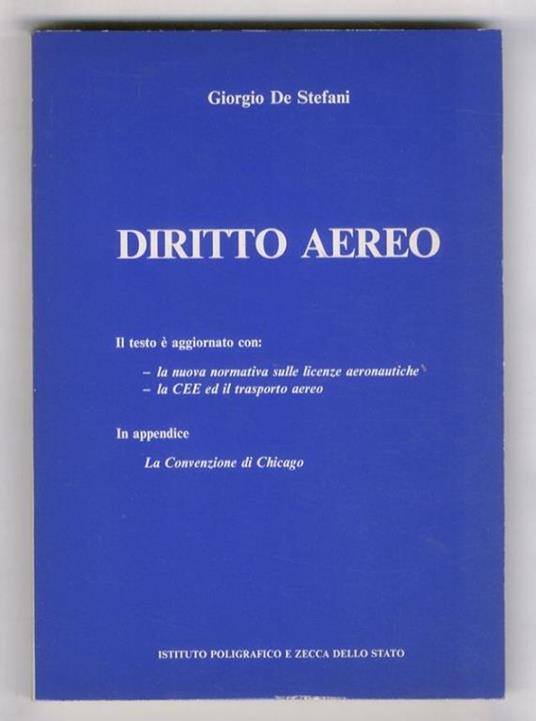 Giorgio De Stefani
DIRITTO AEREO
Il testo è aggiornato con:
– la nuova normativa sulle licenze aeronautiche
– la CEE ed il trasporto aereo
In appendice
La Convenzione di Chicago
ISTITUTO POLIGRAFICO E ZECCA DELLO STATO